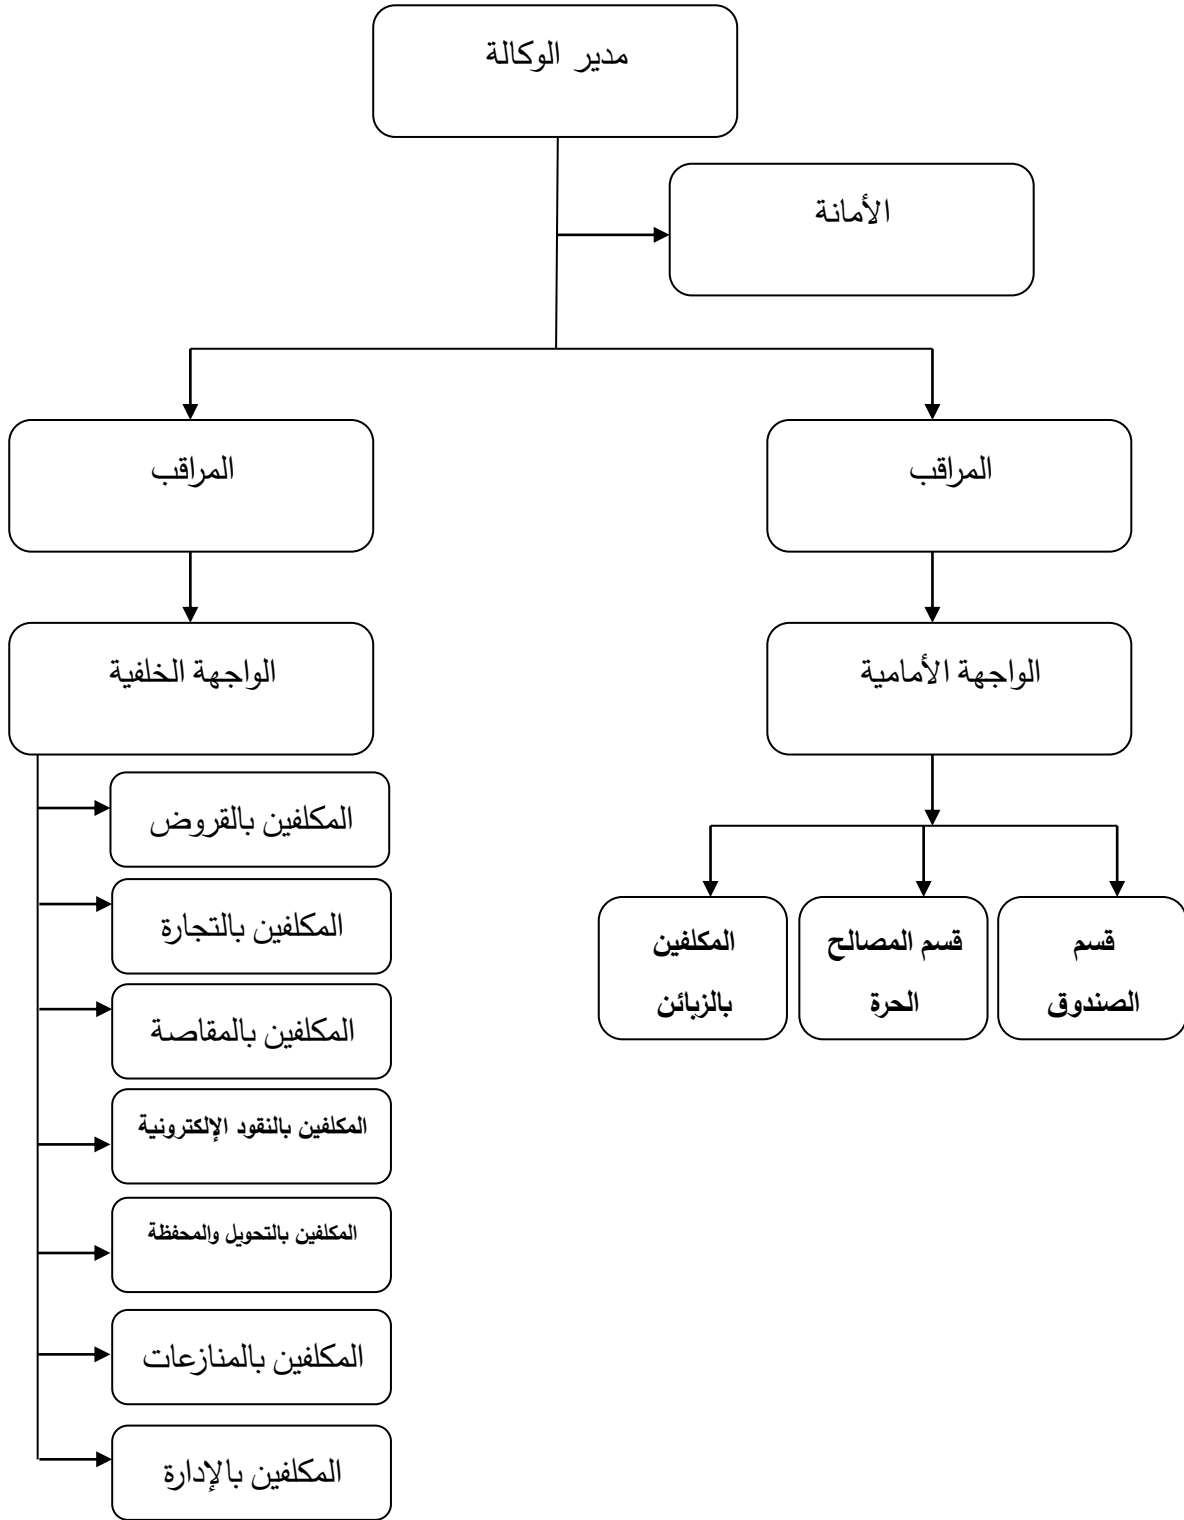 مدير الوكالة
الأمانة
المراقب
المراقب
الواجهة الأمامية
الواجهة الخلفية
قسم
الصندوق
قسم المصالح
الحرة
المكلفين
بالزبائن
المكلفين بالقروض
المكلفين بالتجارة
المكلفين بالمقاصة
المكلفين بالنقود الإلكترونية
المكلفين بالتحويل والمحفظة
المكلفين بالمنازعات
المكلفين بالإدارة